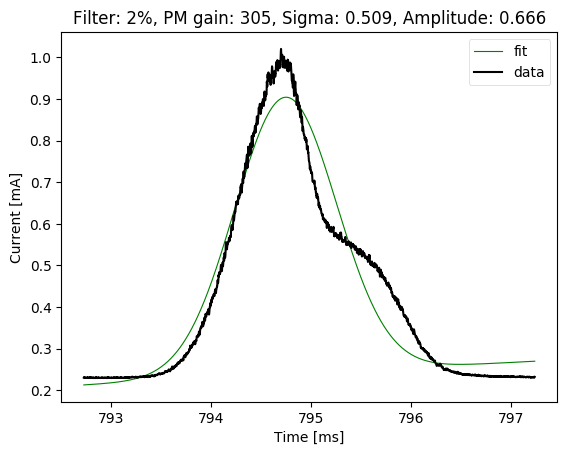 Filter: 2%, PM gain: 305, Sigma: 0.509, Amplitude: 0.666
fit
data
1.0
0.9
0.8
0.7
0.6
0.5
0.4
0.3
0.2
Current [mA]
793
794
795
796
797
Time [ms]